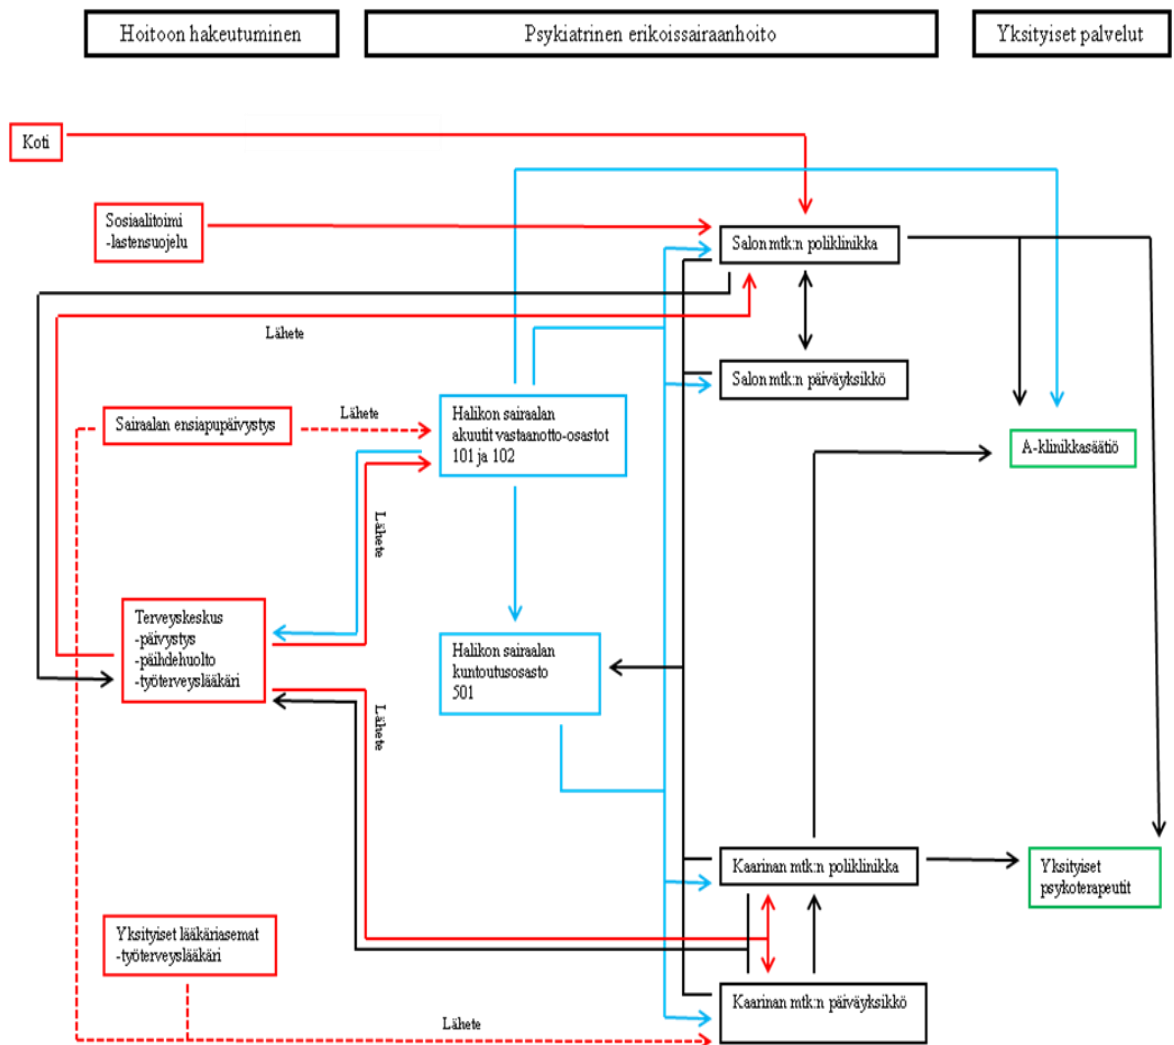 Hoitoon hakeutuminen
Psykiatrinen erikoissairaanhoito
Yksityiset palvelut
Koti
Sosiaalitoimi
-lastensuojelu
Salon mtk:n poliklinikka
Lähete
Salon mtk:n päiväyksikkö
Sairaalan ensiapupäivystys
Lähete
Halikon sairaalan
akuutit vastaanotto-osastot
101 ja 102
A-klinikkasäätiö
Lähete
Terveyskeskus
-päivystys
-päihdehuolto
-työterveyslääkäri
Halikon sairaalan
kuntoutusosasto
501
Lähete
Kaarinan mtk:n poliklinikka
Yksityiset
psykoterapeutit
Yksityiset lääkäriasemat
-työterveyslääkäri
Kaarinan mtk:n päiväyksikkö
Lähete